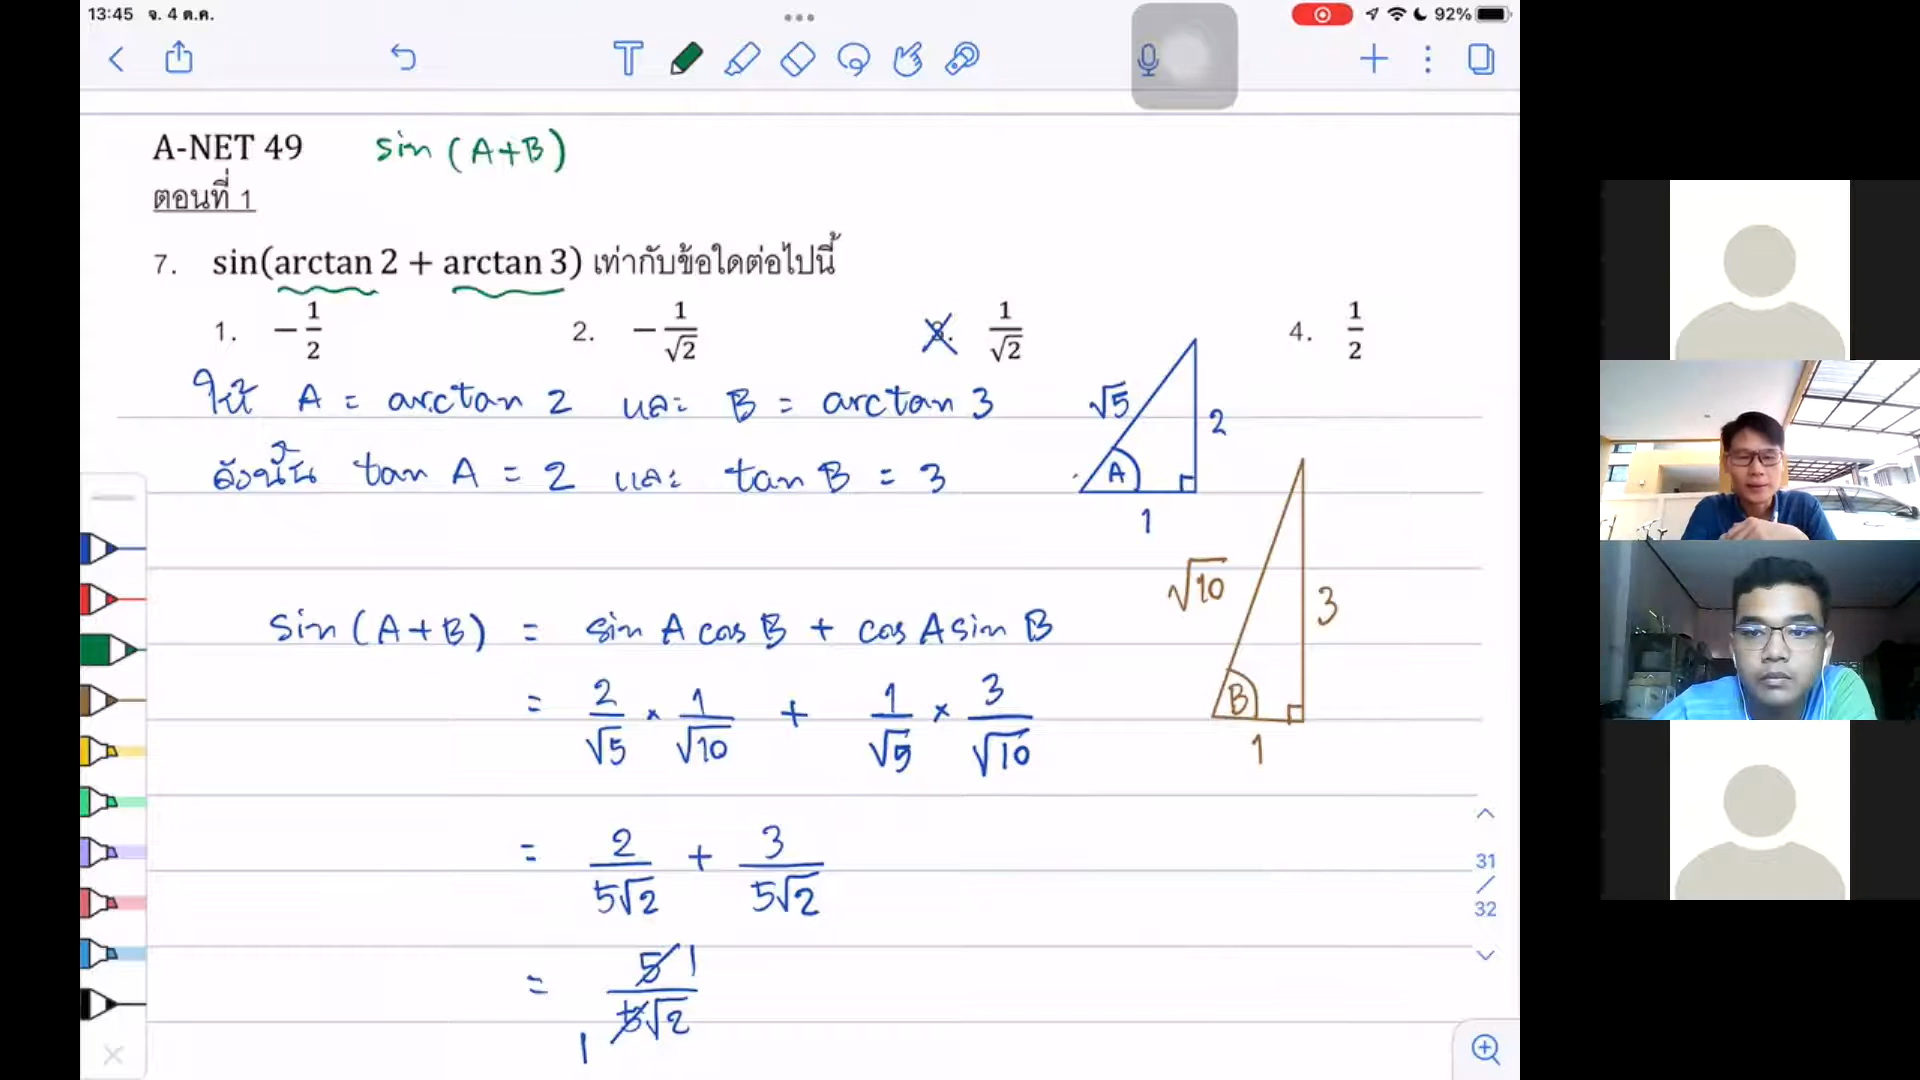 13:45 จ. 4 ต.ค.
92%
A-NET 49 sin (A+B)
ตอนที่ 1
7. sin(arctan 2 + arctan 3) เท่ากับข้อใดต่อไปนี้
1. −1/2 2. −1/√2 3. 1/√2 4. 1/2
ให้ A = arctan 2 และ B = arctan 3
ดังนั้น tan A = 2 และ tan B = 3
√5 2 A 1
√10 3 B 1
sin (A+B) = sin A cos B + cos A sin B
= 2/√5 × 1/√10 + 1/√5 × 3/√10
= 2/5√2 + 3/5√2
= 5 1/5√2
1
31
/
32